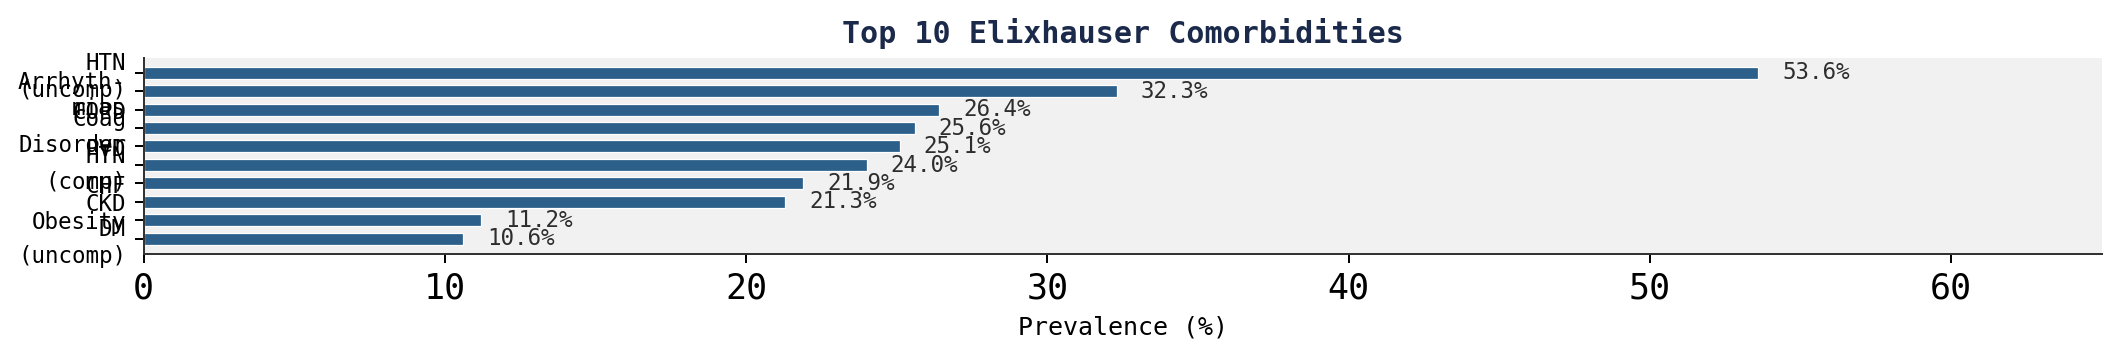 Top 10 Elixhauser Comorbidities
HTN
(uncomp)
53.6%
Arrhyth-
32.3%
COPD
26.4%
Coag
Disorder
25.6%
25.1%
HTN
(comp)
24.0%
CHF
21.9%
CKD
21.3%
Obesity
11.2%
DM
(uncomp)
10.6%
0 10 20 30 40 50 60
Prevalence (%)